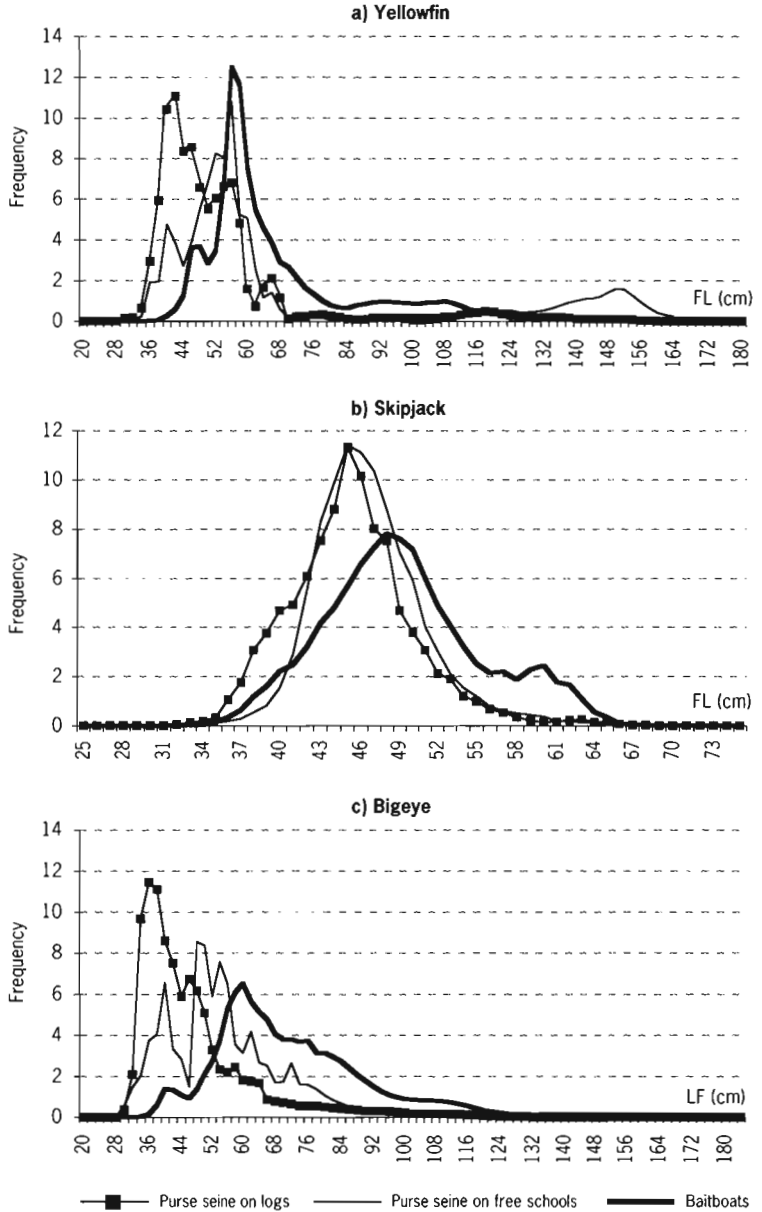 a) Yellowfin
14
12
10
8
6
4
2
0
Frequency
FL (cm)
20 28 36 44 52 60 68 76 84 92 100 108 116 124 132 140 148 156 164 172 180
b) Skipjack
12
10
8
6
4
2
0
Frequency
FL (cm)
25 28 31 34 37 40 43 46 49 52 55 58 61 64 67 70 73
c) Bigeye
14
12
10
8
6
4
2
0
Frequency
LF (cm)
20 28 36 44 52 60 68 76 84 92 100 108 116 124 132 140 148 156 164 172 180
Purse seine on logs Purse seine on free schools Baitboats